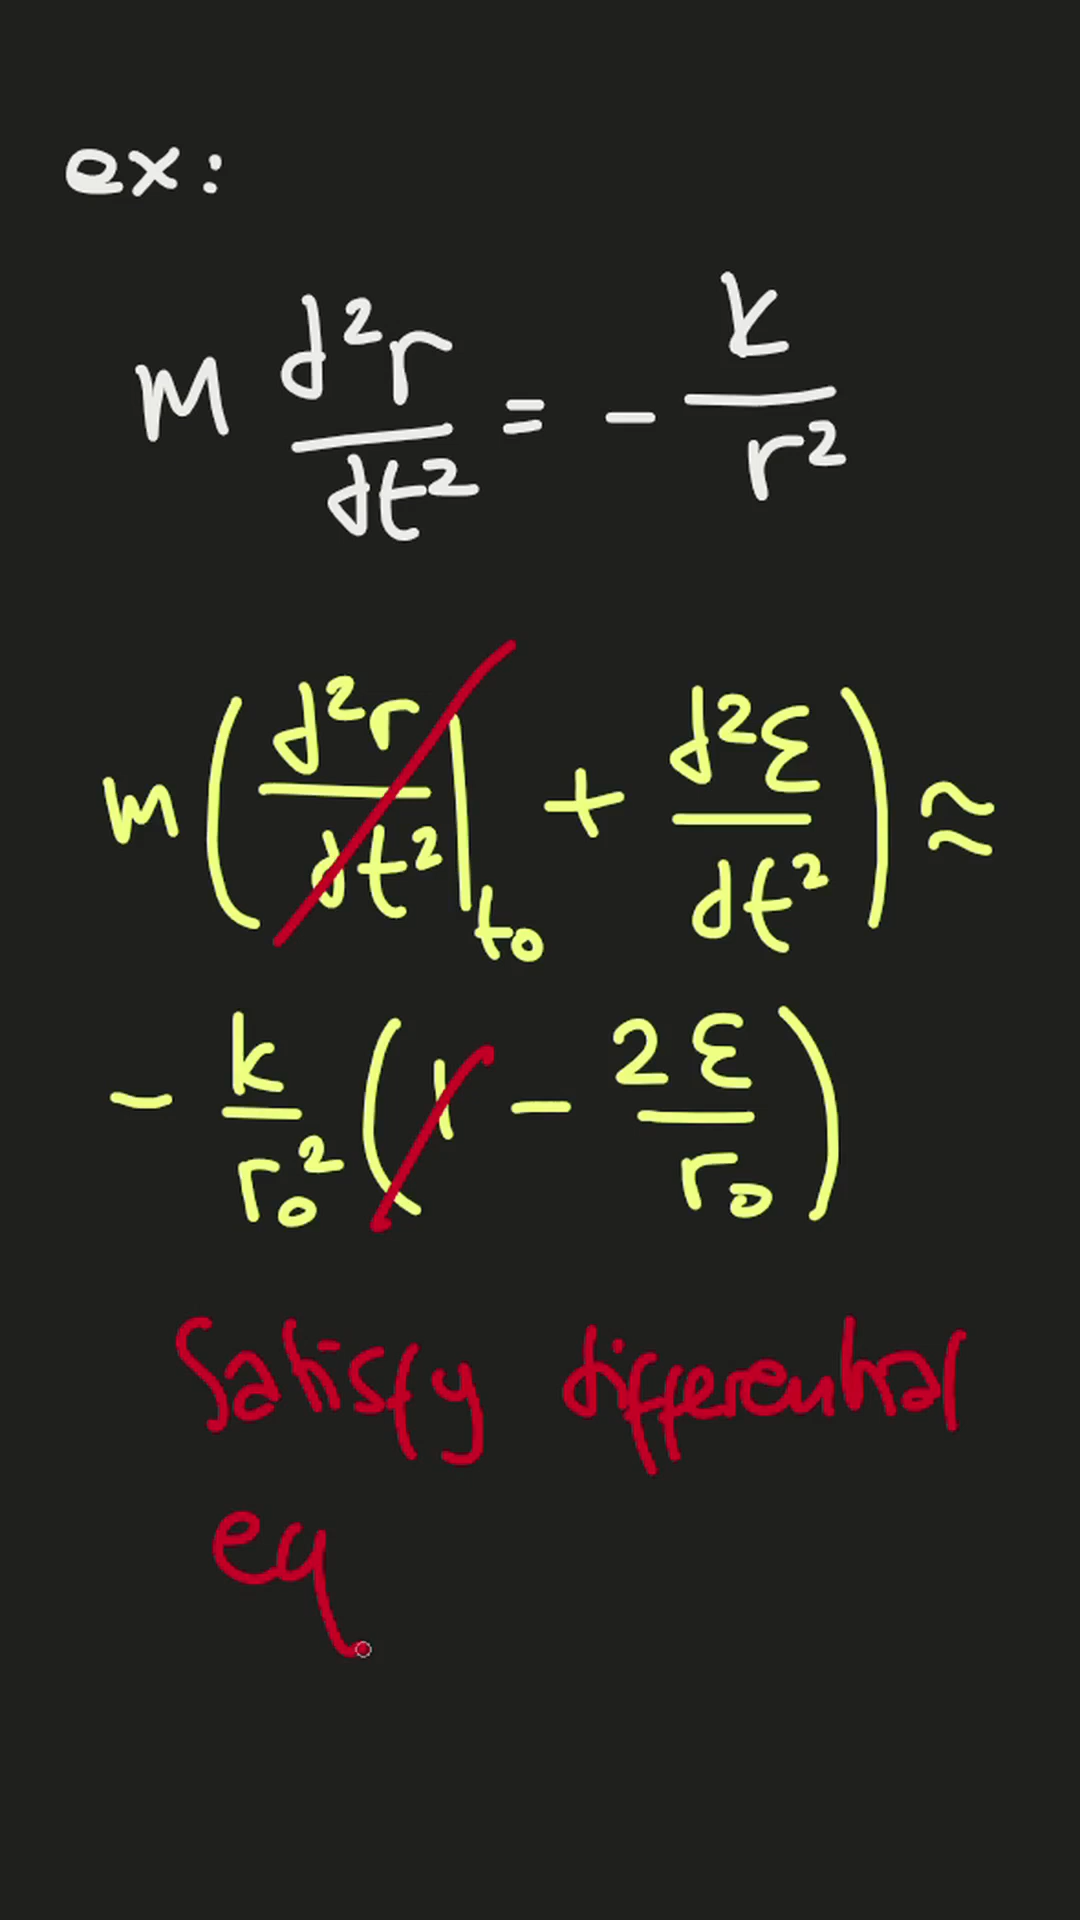 ex:
m d²r/dt² = - k/r²
m(d²r/dt²|t₀ + d²ε/dt²) ≈
- k/r₀² (1 - 2ε/r₀)
Satisfy differential
eq